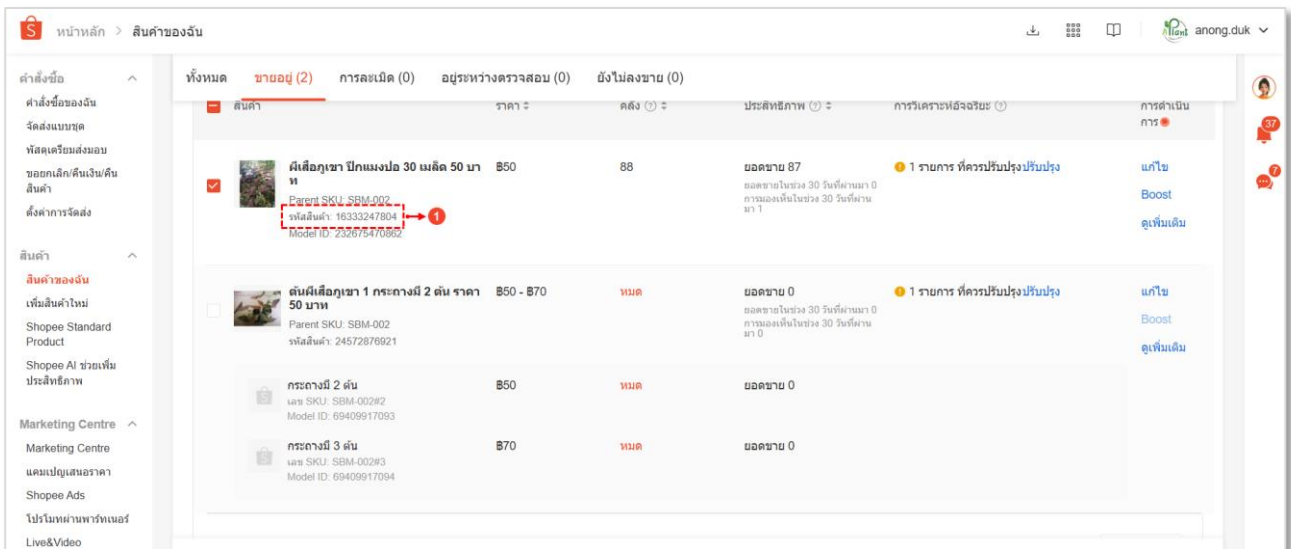 หน้าหลัก > สินค้าของฉัน
anong.duk
คำสั่งซื้อ
คำสั่งซื้อของฉัน
จัดส่งแบบชุด
พัสดุเตรียมส่งมอบ
ขอยกเลิก/คืนเงิน/คืน
สินค้า
ตั้งค่าการจัดส่ง
สินค้า
สินค้าของฉัน
เพิ่มสินค้าใหม่
Shopee Standard
Product
Shopee AI ช่วยเพิ่ม
ประสิทธิภาพ
Marketing Centre
Marketing Centre
แคมเปญเสนอราคา
Shopee Ads
โปรโมทผ่านพาร์ทเนอร์
Live&Video
ทั้งหมด ขายอยู่ (2) การละเมิด (0) อยู่ระหว่างตรวจสอบ (0) ยังไม่ลงขาย (0)
สินค้า ราคา คลัง ประสิทธิภาพ การวิเคราะห์อัจฉริยะ การดำเนิน
การ
ผีเสื้อภูเขา ปีกแมงปอ 30 เมล็ด 50 บา ฿50 88 ยอดขาย 87 1 รายการ ที่ควรปรับปรุงปรับปรุง แก้ไข
ท
ยอดขายในช่วง 30 วันที่ผ่านมา 0
Parent SKU: SBM-002 การมองเห็นในช่วง 30 วันที่ผ่าน Boost
มา 1
รหัสสินค้า: 16333247804 1
ดูเพิ่มเติม
Model ID: 232675470862
ต้นผีเสื้อภูเขา 1 กระถางมี 2 ต้น ราคา ฿50 - ฿70 หมด ยอดขาย 0 1 รายการ ที่ควรปรับปรุงปรับปรุง แก้ไข
50 บาท
ยอดขายในช่วง 30 วันที่ผ่านมา 0
Parent SKU: SBM-002 การมองเห็นในช่วง 30 วันที่ผ่าน Boost
มา 0
รหัสสินค้า: 24572876921 ดูเพิ่มเติม
กระถางมี 2 ต้น ฿50 หมด ยอดขาย 0
เลข SKU: SBM-002#2
Model ID: 69409917093
กระถางมี 3 ต้น ฿70 หมด ยอดขาย 0
เลข SKU: SBM-002#3
Model ID: 69409917094
37
7